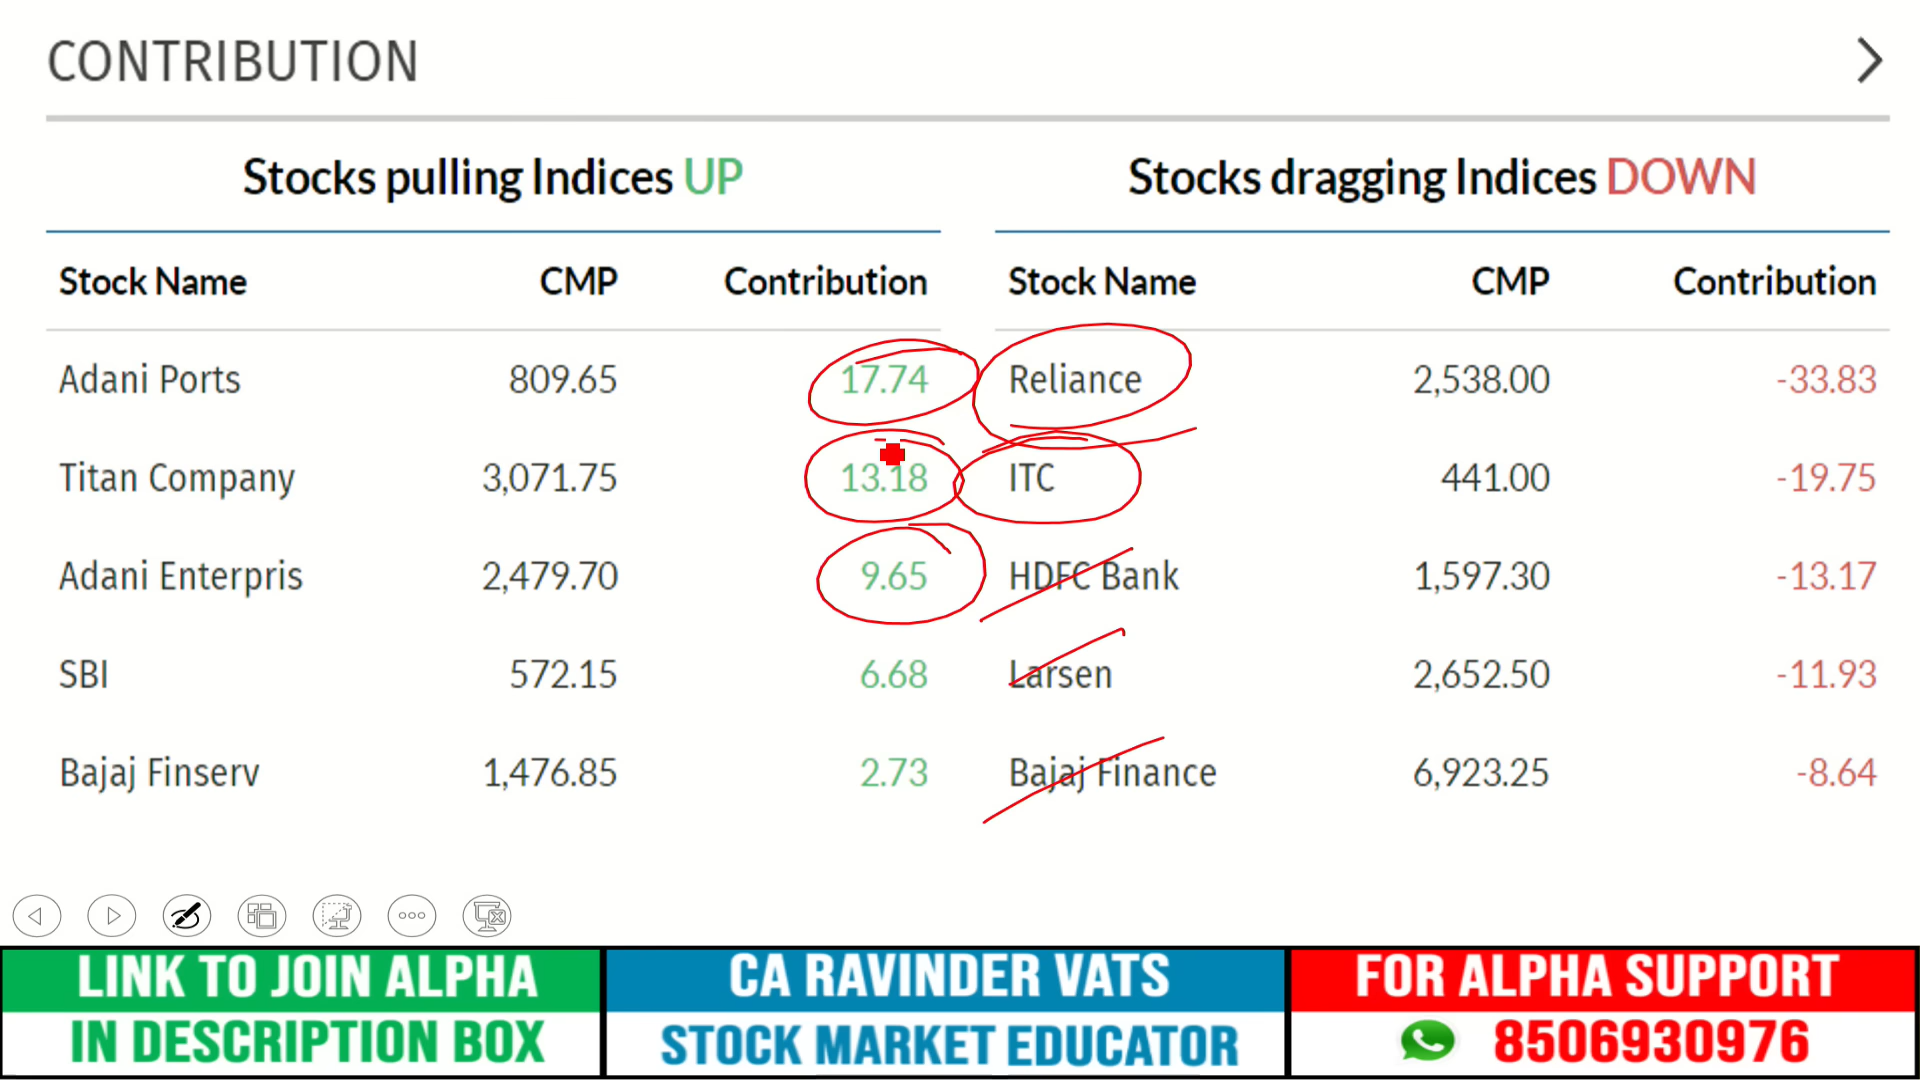 CONTRIBUTION
Stocks pulling Indices UP
Stock Name CMP Contribution
Adani Ports 809.65 17.74
Titan Company 3,071.75 13.18
Adani Enterpris 2,479.70 9.65
SBI 572.15 6.68
Bajaj Finserv 1,476.85 2.73
Stocks dragging Indices DOWN
Stock Name CMP Contribution
Reliance 2,538.00 -33.83
ITC 441.00 -19.75
HDFC Bank 1,597.30 -13.17
Larsen 2,652.50 -11.93
Bajaj Finance 6,923.25 -8.64
LINK TO JOIN ALPHA
IN DESCRIPTION BOX
CA RAVINDER VATS
STOCK MARKET EDUCATOR
FOR ALPHA SUPPORT
8506930976